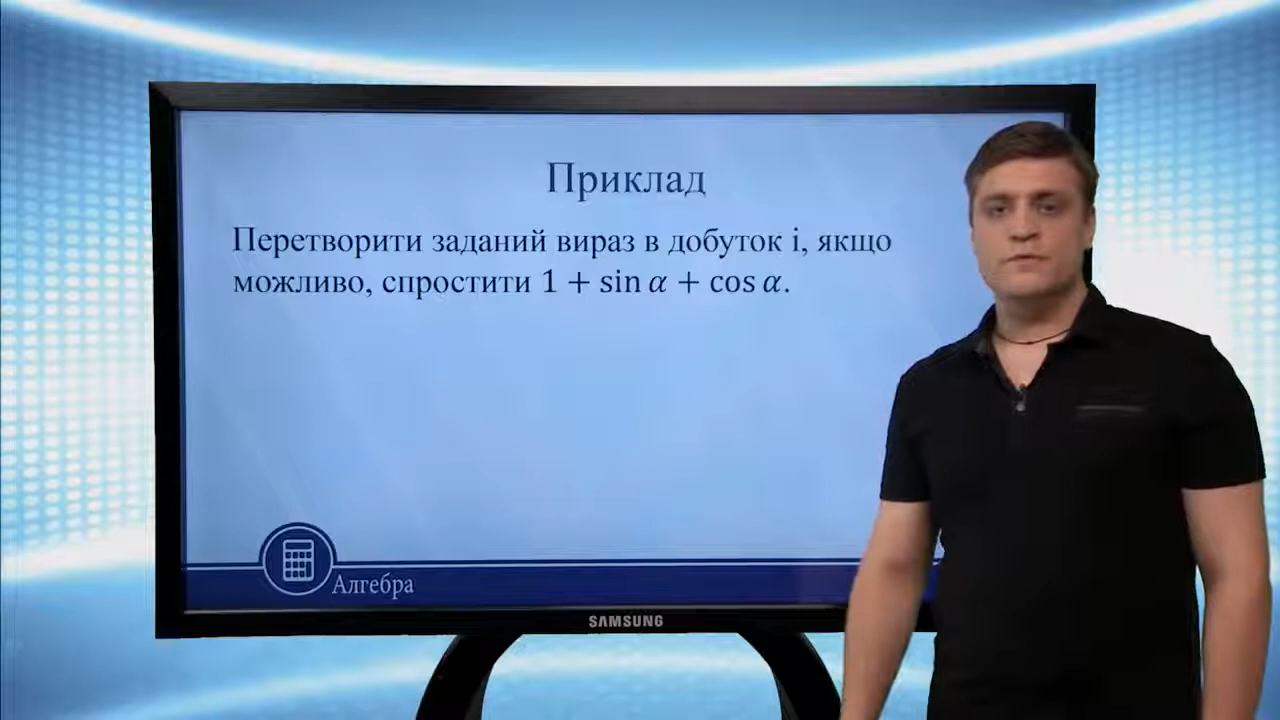 Приклад
Перетворити заданий вираз в добуток і, якщо
можливо, спростити 1 + sin α + cos α.
Алгебра
SAMSUNG